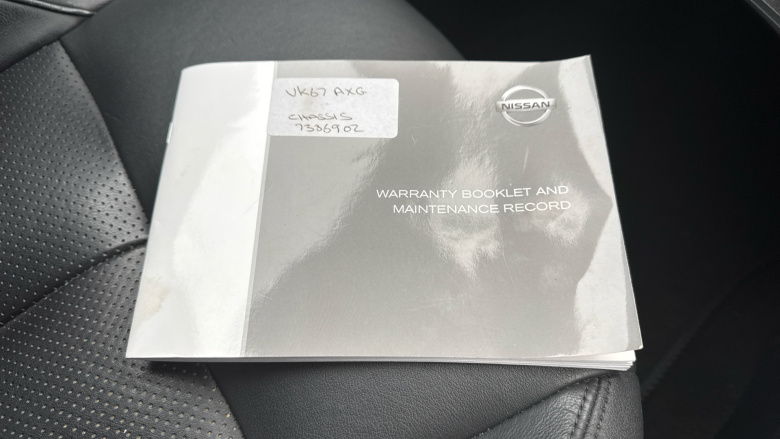 VK67 AXG
CHASSIS
7386902
NISSAN
WARRANTY BOOKLET AND
MAINTENANCE RECORD